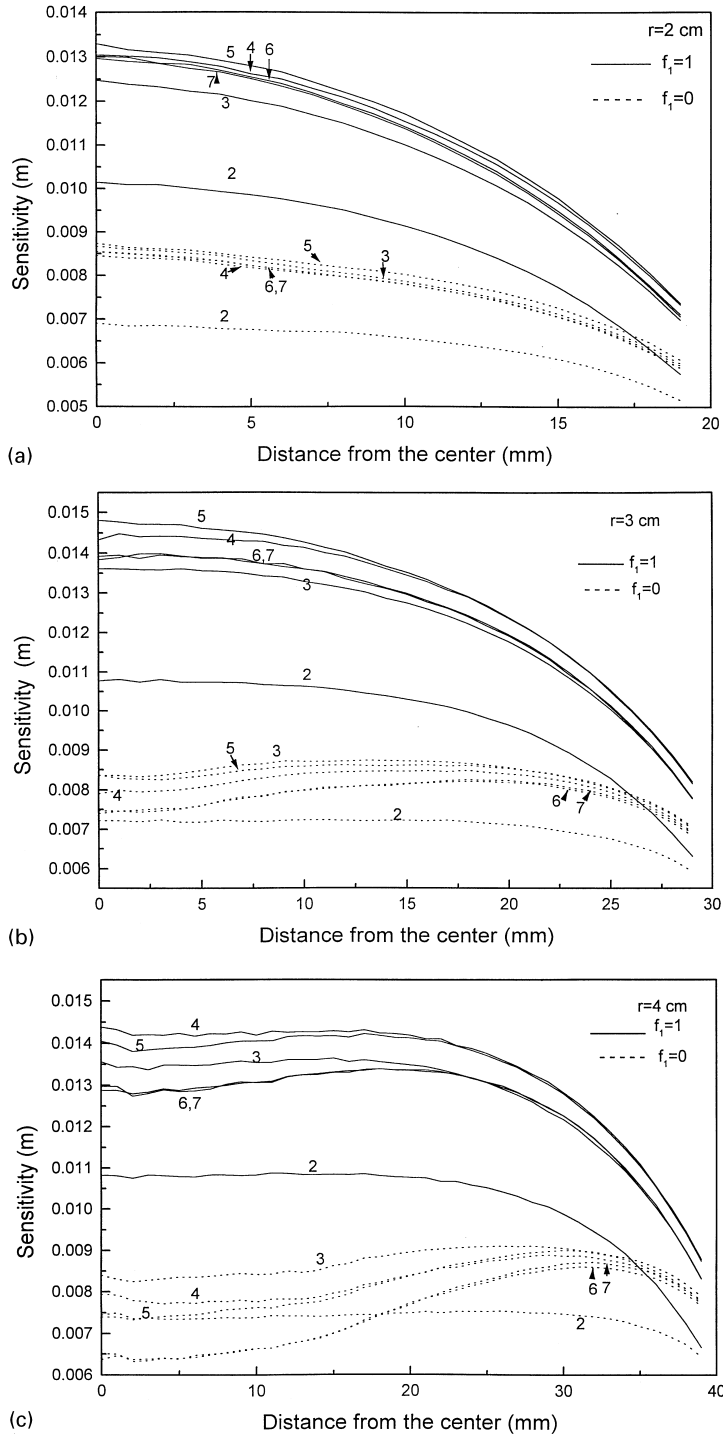 0.014
0.013
0.012
0.011
0.010
0.009
0.008
0.007
0.006
0.005
Sensitivity (m)
r=2 cm
f1=1
f1=0
5 4 6
7
3
2
5 3
4
6,7
2
0 5 10 15 20
(a) Distance from the center (mm)
0.015
0.014
0.013
0.012
0.011
0.010
0.009
0.008
0.007
0.006
Sensitivity (m)
r=3 cm
f1=1
f1=0
5
4
6,7
3
2
5 3
4
6 7
2
0 5 10 15 20 25 30
(b) Distance from the center (mm)
0.015
0.014
0.013
0.012
0.011
0.010
0.009
0.008
0.007
0.006
Sensitivity (m)
r=4 cm
f1=1
f1=0
4
5
3
6,7
2
3
4
5
6 7
2
0 10 20 30 40
(c) Distance from the center (mm)